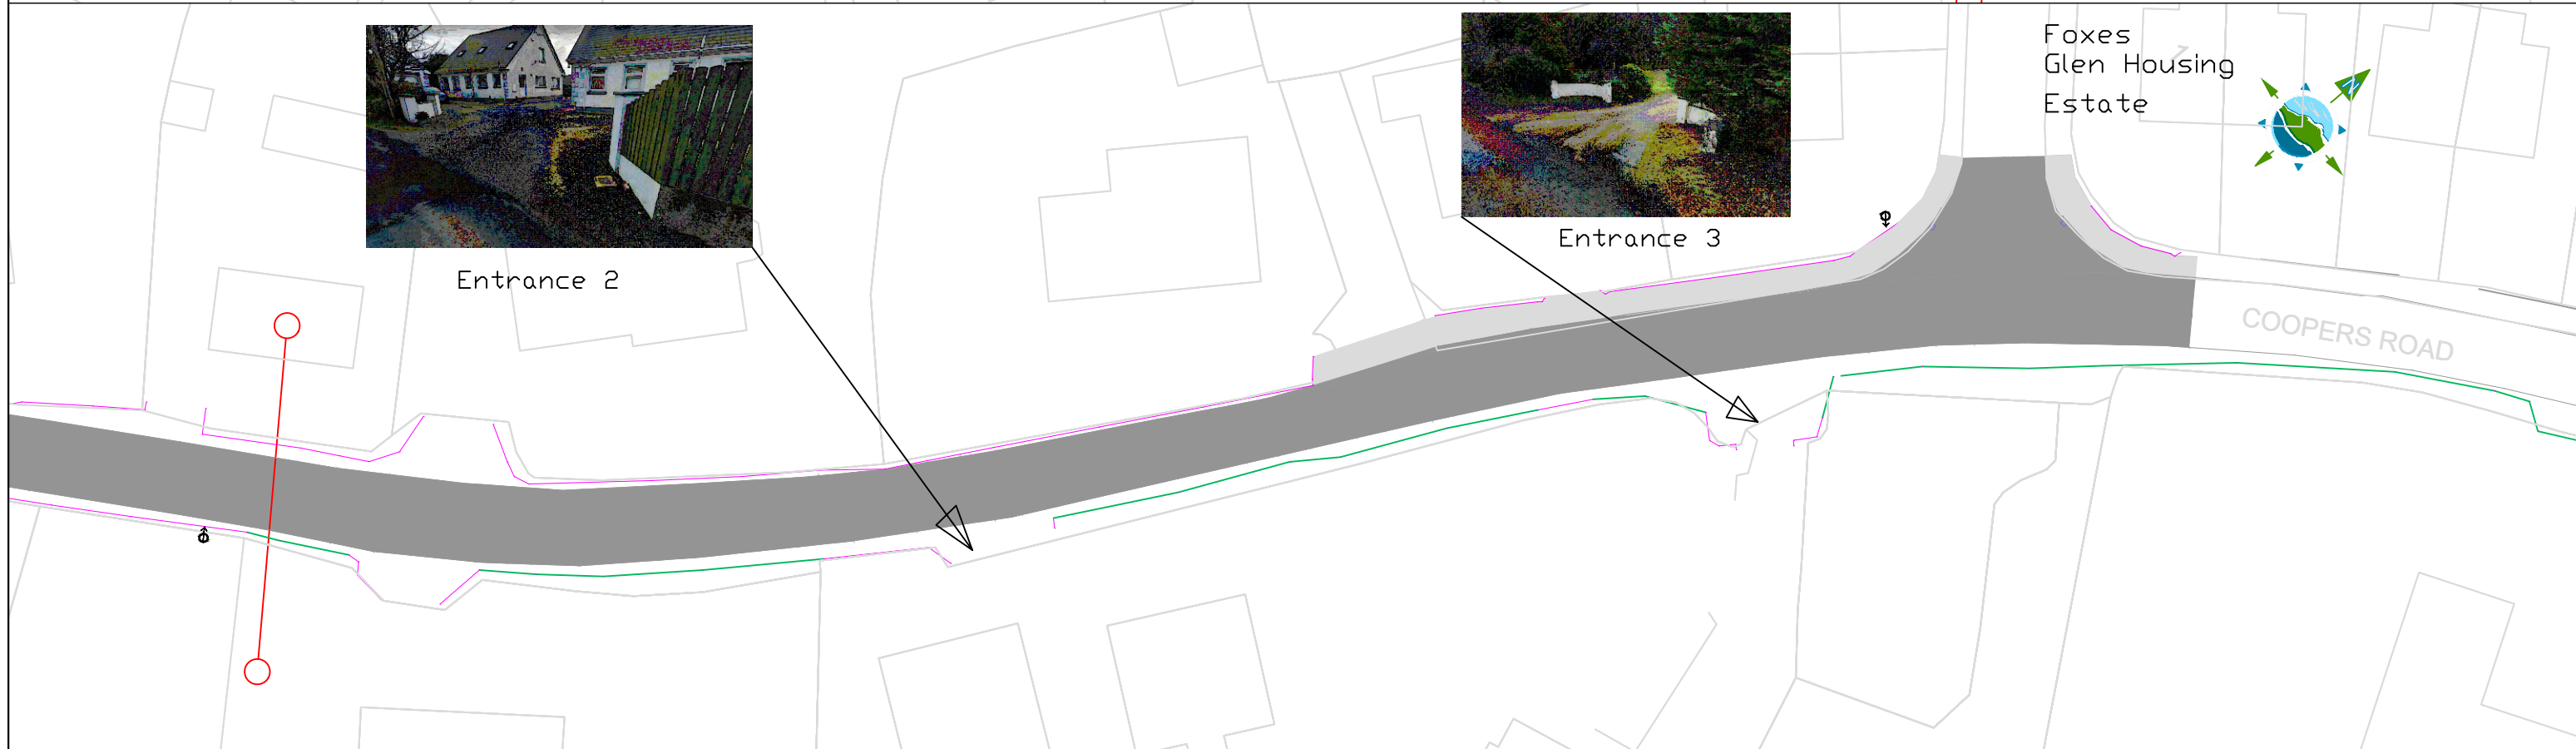 Foxes
Glen Housing
Estate
Entrance 2
Entrance 3
COOPERS ROAD